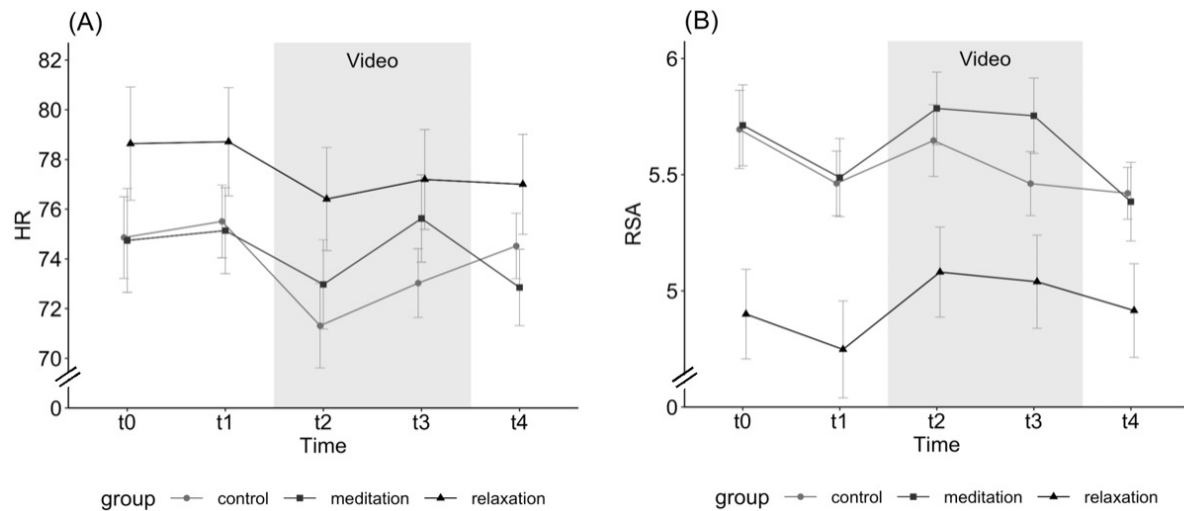 (A)
Video
HR
82
80
78
76
74
72
70
0
t0 t1 t2 t3 t4
Time
group control meditation relaxation
(B)
Video
RSA
6
5.5
5
0
t0 t1 t2 t3 t4
Time
group control meditation relaxation